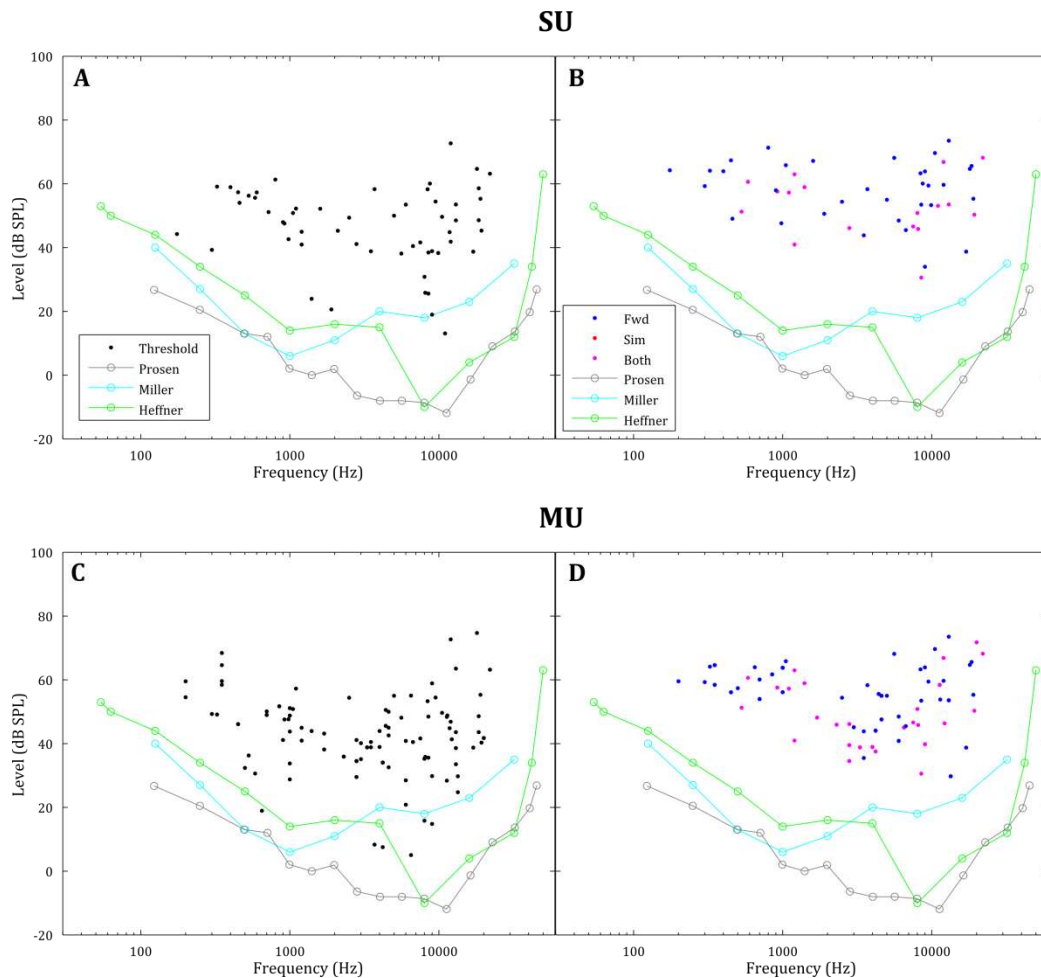 SU
A
B
100
80
60
40
20
0
-20
Level (dB SPL)
Threshold
Prosen
Miller
Heffner
Fwd
Sim
Both
Prosen
Miller
Heffner
100
1000
10000
Frequency (Hz)
100
1000
10000
Frequency (Hz)
MU
C
D
100
80
60
40
20
0
-20
Level (dB SPL)
100
1000
10000
Frequency (Hz)
100
1000
10000
Frequency (Hz)